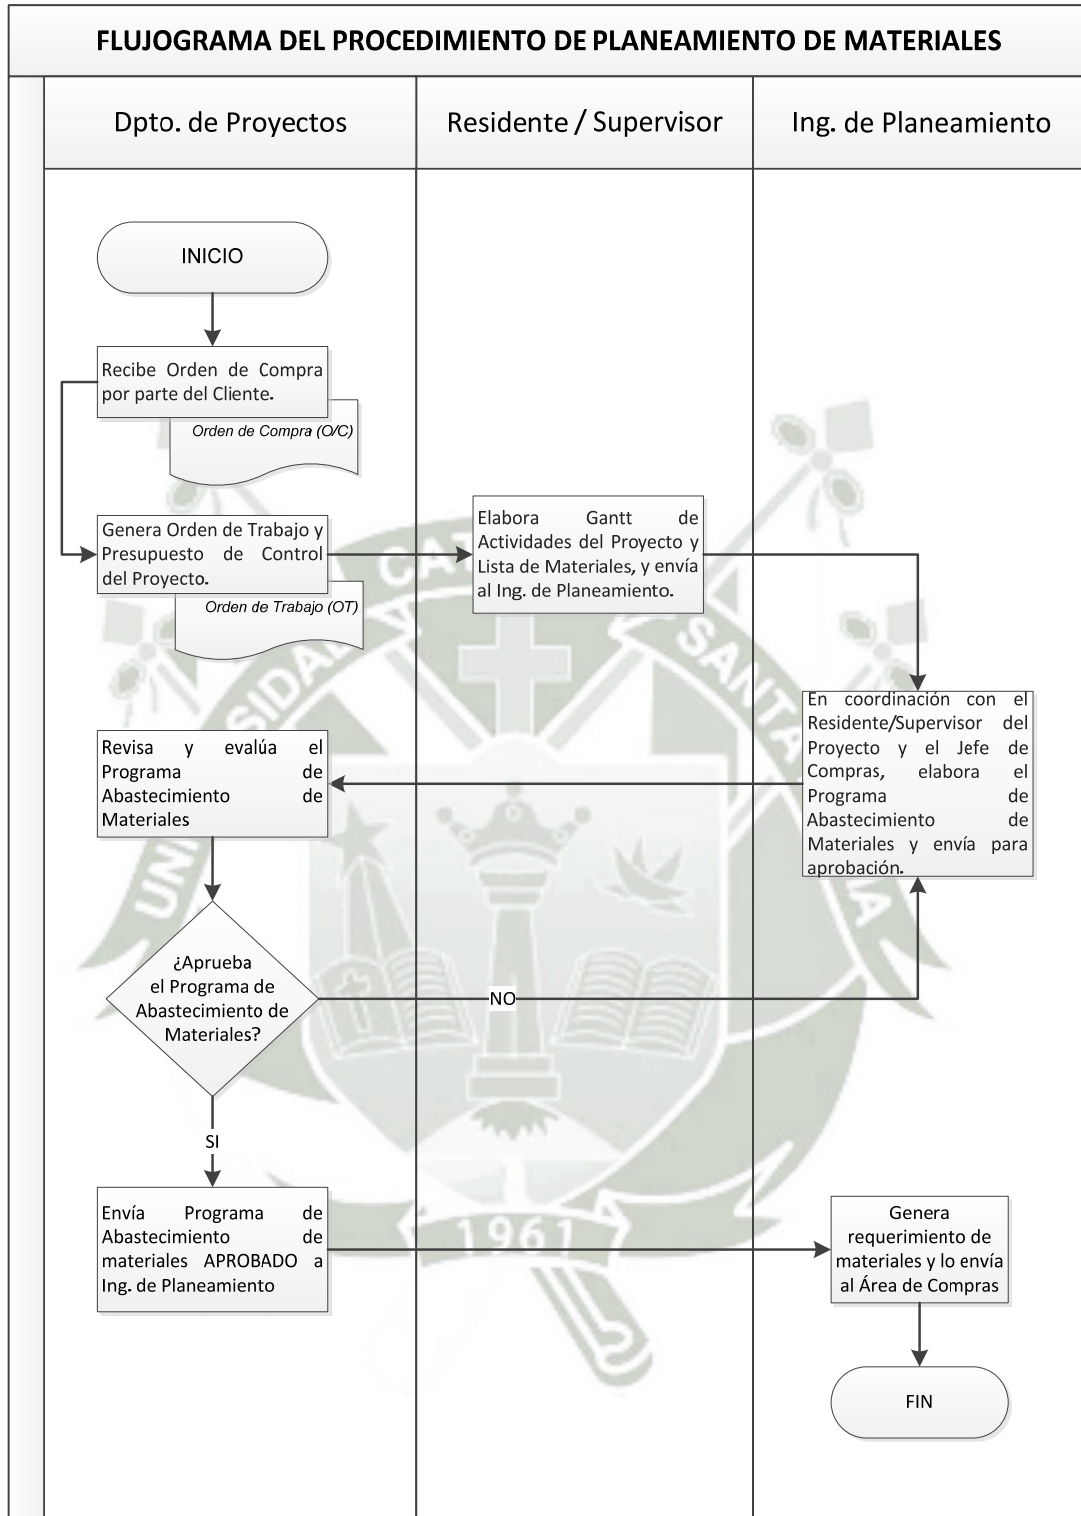 FLUJOGRAMA DEL PROCEDIMIENTO DE PLANEAMIENTO DE MATERIALES
Dpto. de Proyectos
Residente / Supervisor
Ing. de Planeamiento
INICIO
Recibe Orden de Compra
por parte del Cliente.
Orden de Compra (O/C)
Genera Orden de Trabajo y
Presupuesto de Control
del Proyecto.
Orden de Trabajo (OT)
Elabora Gantt de
Actividades del Proyecto y
Lista de Materiales, y envía
al Ing. de Planeamiento.
En coordinación con el
Residente/Supervisor del
Proyecto y el Jefe de
Compras, elabora el
Programa de
Abastecimiento de
Materiales y envía para
aprobación.
Revisa y evalúa el
Programa de
Abastecimiento de
Materiales
¿Aprueba
el Programa de
Abastecimiento de
Materiales?
NO
SI
Envía Programa de
Abastecimiento de
materiales APROBADO a
Ing. de Planeamiento
Genera
requerimiento de
materiales y lo envía
al Área de Compras
FIN
1961